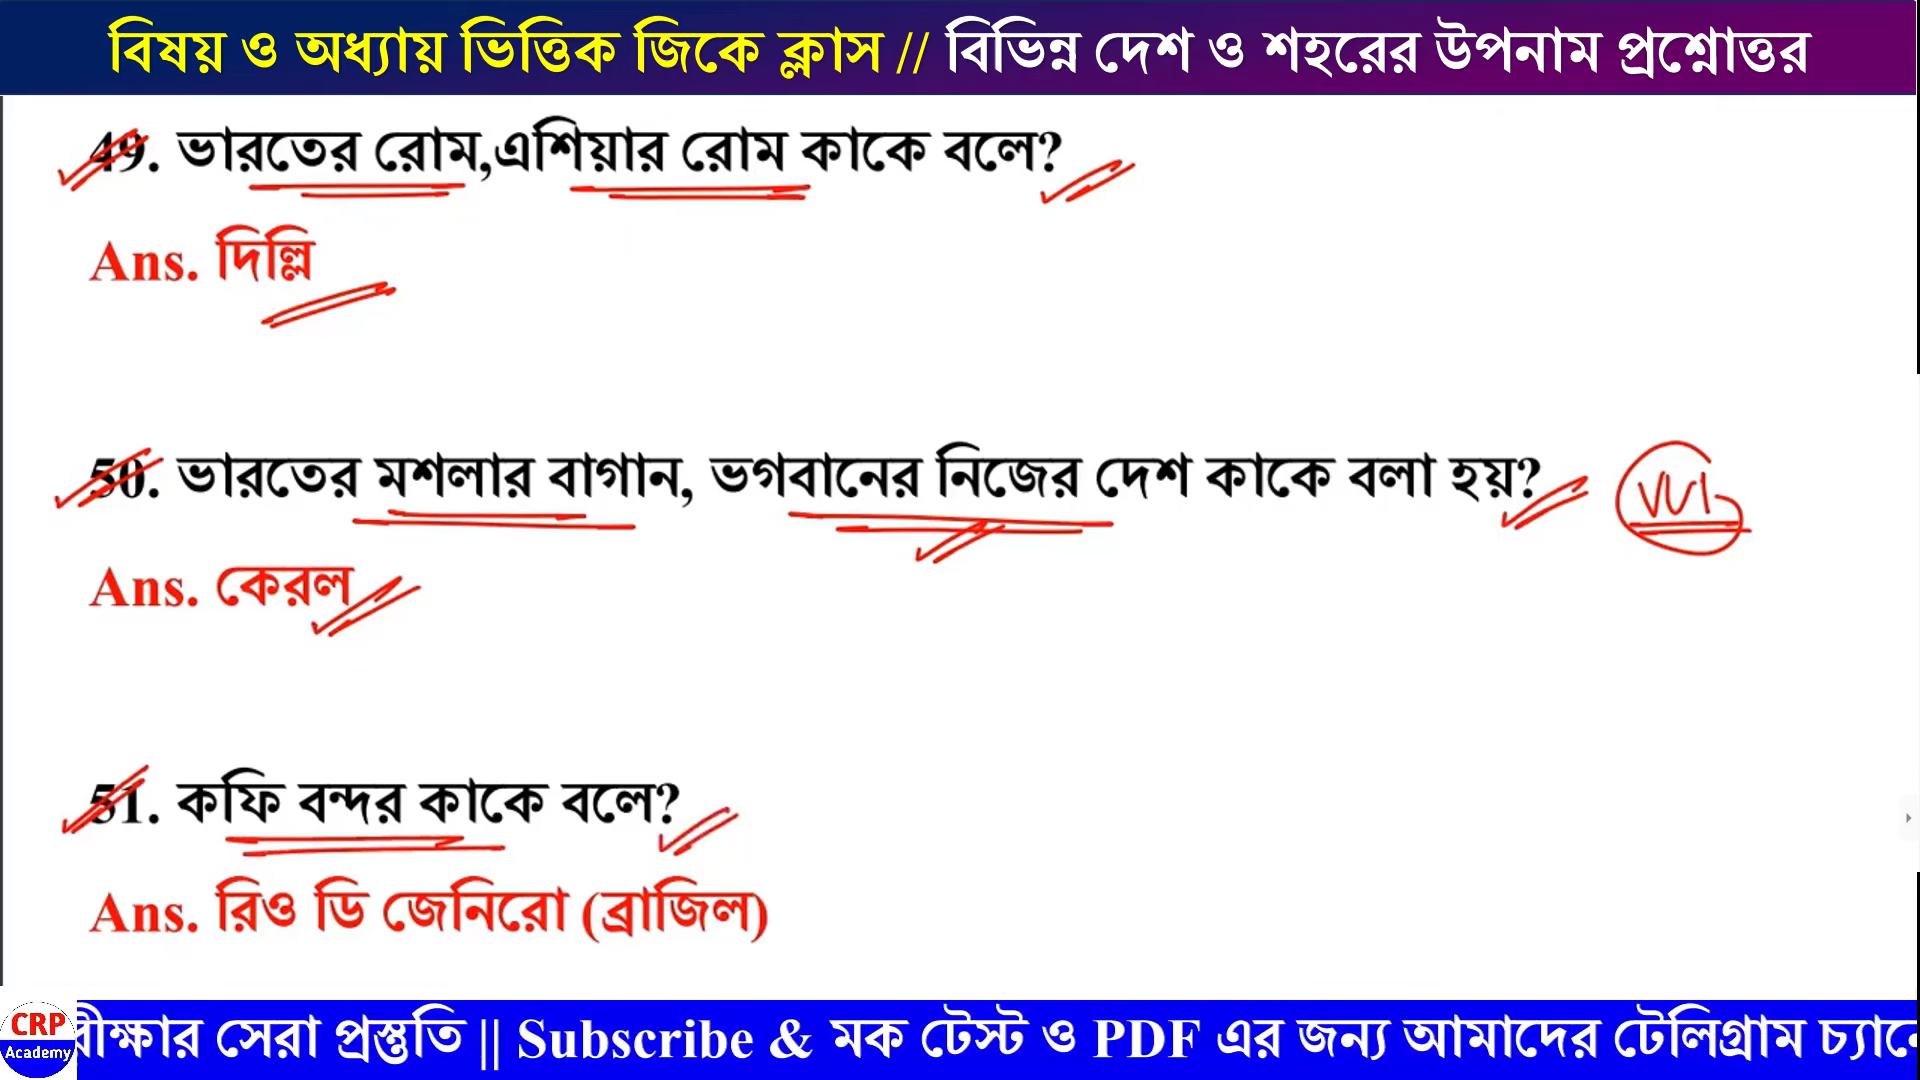 বিষয় ও অধ্যায় ভিত্তিক জিকে ক্লাস // বিভিন্ন দেশ ও শহরের উপনাম প্রশ্নোত্তর
49. ভারতের রোম,এশিয়ার রোম কাকে বলে?
Ans. দিল্লি
50. ভারতের মশলার বাগান, ভগবানের নিজের দেশ কাকে বলা হয়?
Ans. কেরল
51. কফি বন্দর কাকে বলে?
Ans. রিও ডি জেনিরো (ব্রাজিল)
CRP
Academy
সেরা প্রস্তুতি || Subscribe & মক টেস্ট ও PDF এর জন্য আমাদের টেলিগ্রাম